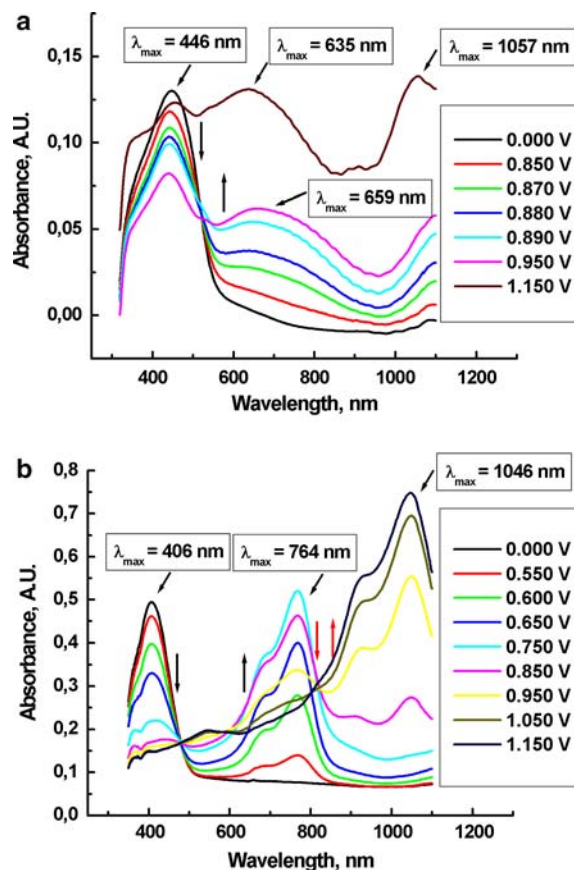 a
λmax = 446 nm
λmax = 635 nm
λmax = 1057 nm
λmax = 659 nm
0,15
0,10
0,05
0,00
Absorbance, A.U.
400 600 800 1000 1200
Wavelength, nm
0.000 V
0.850 V
0.870 V
0.880 V
0.890 V
0.950 V
1.150 V
b
λmax = 406 nm
λmax = 764 nm
λmax = 1046 nm
0,8
0,7
0,6
0,5
0,4
0,3
0,2
0,1
0,0
Absorbance, A.U.
400 600 800 1000 1200
Wavelength, nm
0.000 V
0.550 V
0.600 V
0.650 V
0.750 V
0.850 V
0.950 V
1.050 V
1.150 V